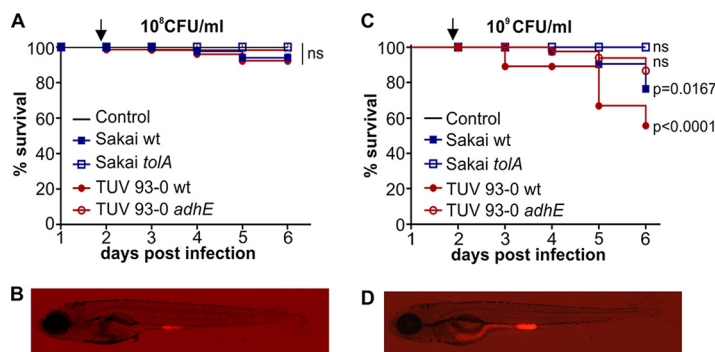 A
10⁸CFU/ml
100
80
60
40
20
0
% survival
ns
Control
Sakai wt
Sakai tolA
TUV 93-0 wt
TUV 93-0 adhE
1 2 3 4 5 6
days post infection
B
C
10⁹CFU/ml
100
80
60
40
20
0
% survival
ns
ns
p=0.0167
p<0.0001
Control
Sakai wt
Sakai tolA
TUV 93-0 wt
TUV 93-0 adhE
1 2 3 4 5 6
days post infection
D